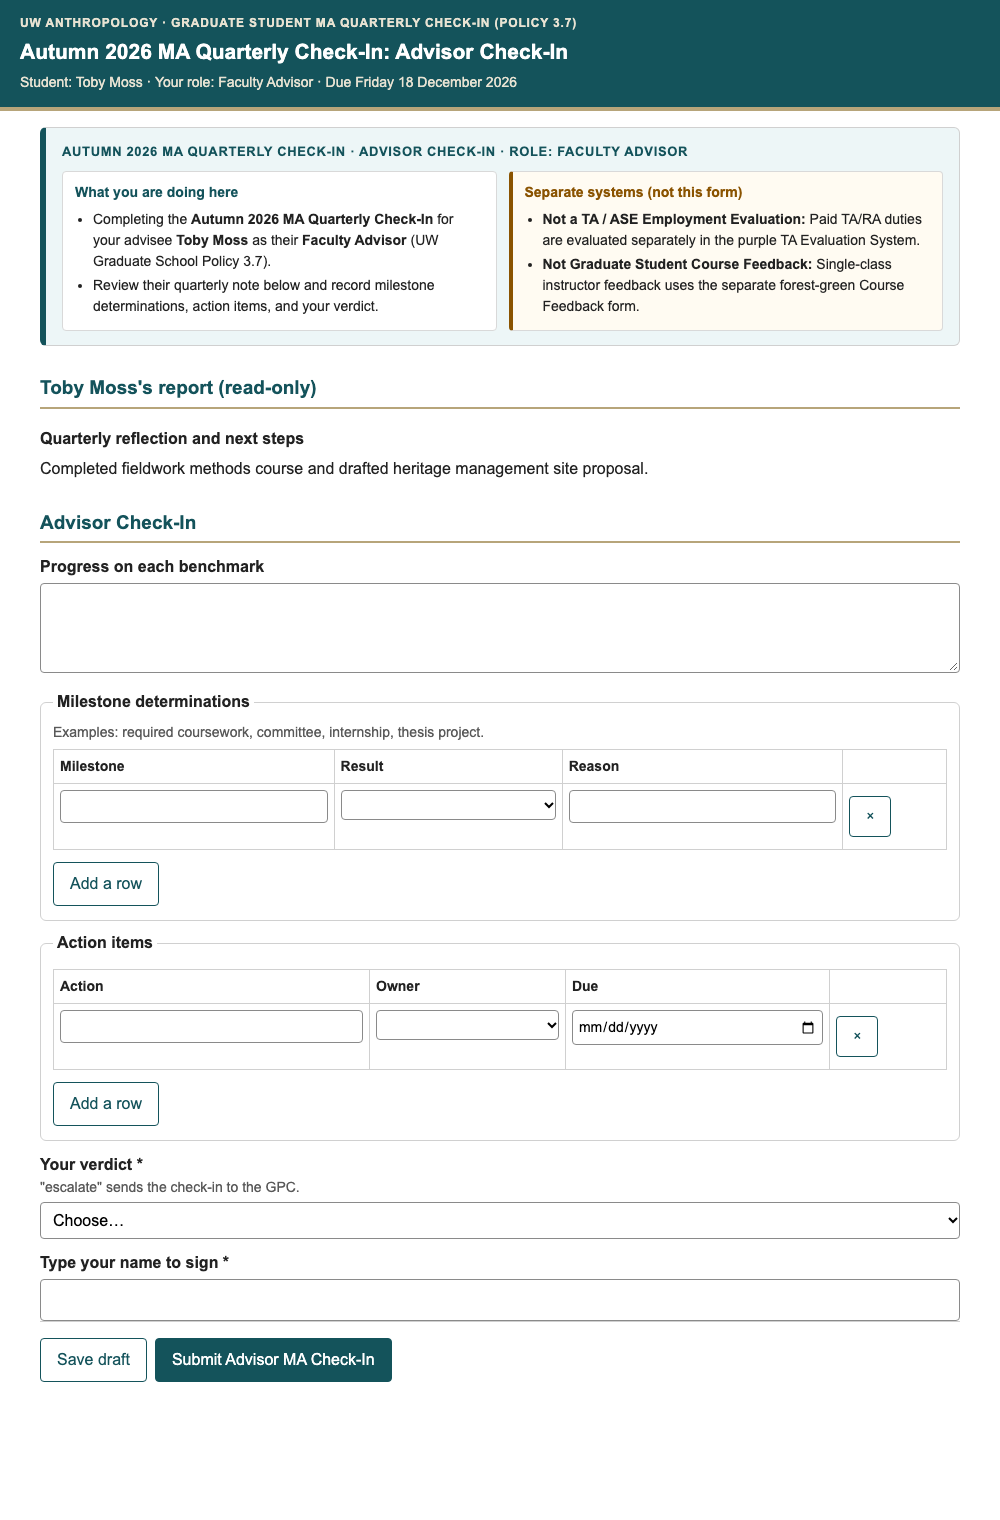 UW ANTHROPOLOGY · GRADUATE STUDENT MA QUARTERLY CHECK-IN (POLICY 3.7)
Autumn 2026 MA Quarterly Check-In: Advisor Check-In
Student: Toby Moss · Your role: Faculty Advisor · Due Friday 18 December 2026
AUTUMN 2026 MA QUARTERLY CHECK-IN · ADVISOR CHECK-IN · ROLE: FACULTY ADVISOR
What you are doing here
• Completing the Autumn 2026 MA Quarterly Check-In for
your advisee Toby Moss as their Faculty Advisor (UW
Graduate School Policy 3.7).
• Review their quarterly note below and record milestone
determinations, action items, and your verdict.
Separate systems (not this form)
• Not a TA / ASE Employment Evaluation: Paid TA/RA duties
are evaluated separately in the purple TA Evaluation System.
• Not Graduate Student Course Feedback: Single-class
instructor feedback uses the separate forest-green Course
Feedback form.
Toby Moss's report (read-only)
Quarterly reflection and next steps
Completed fieldwork methods course and drafted heritage management site proposal.
Advisor Check-In
Progress on each benchmark
Milestone determinations
Examples: required coursework, committee, internship, thesis project.
Milestone Result Reason
×
Add a row
Action items
Action Owner Due
mm/dd/yyyy ×
Add a row
Your verdict *
"escalate" sends the check-in to the GPC.
Choose...
Type your name to sign *
Save draft Submit Advisor MA Check-In